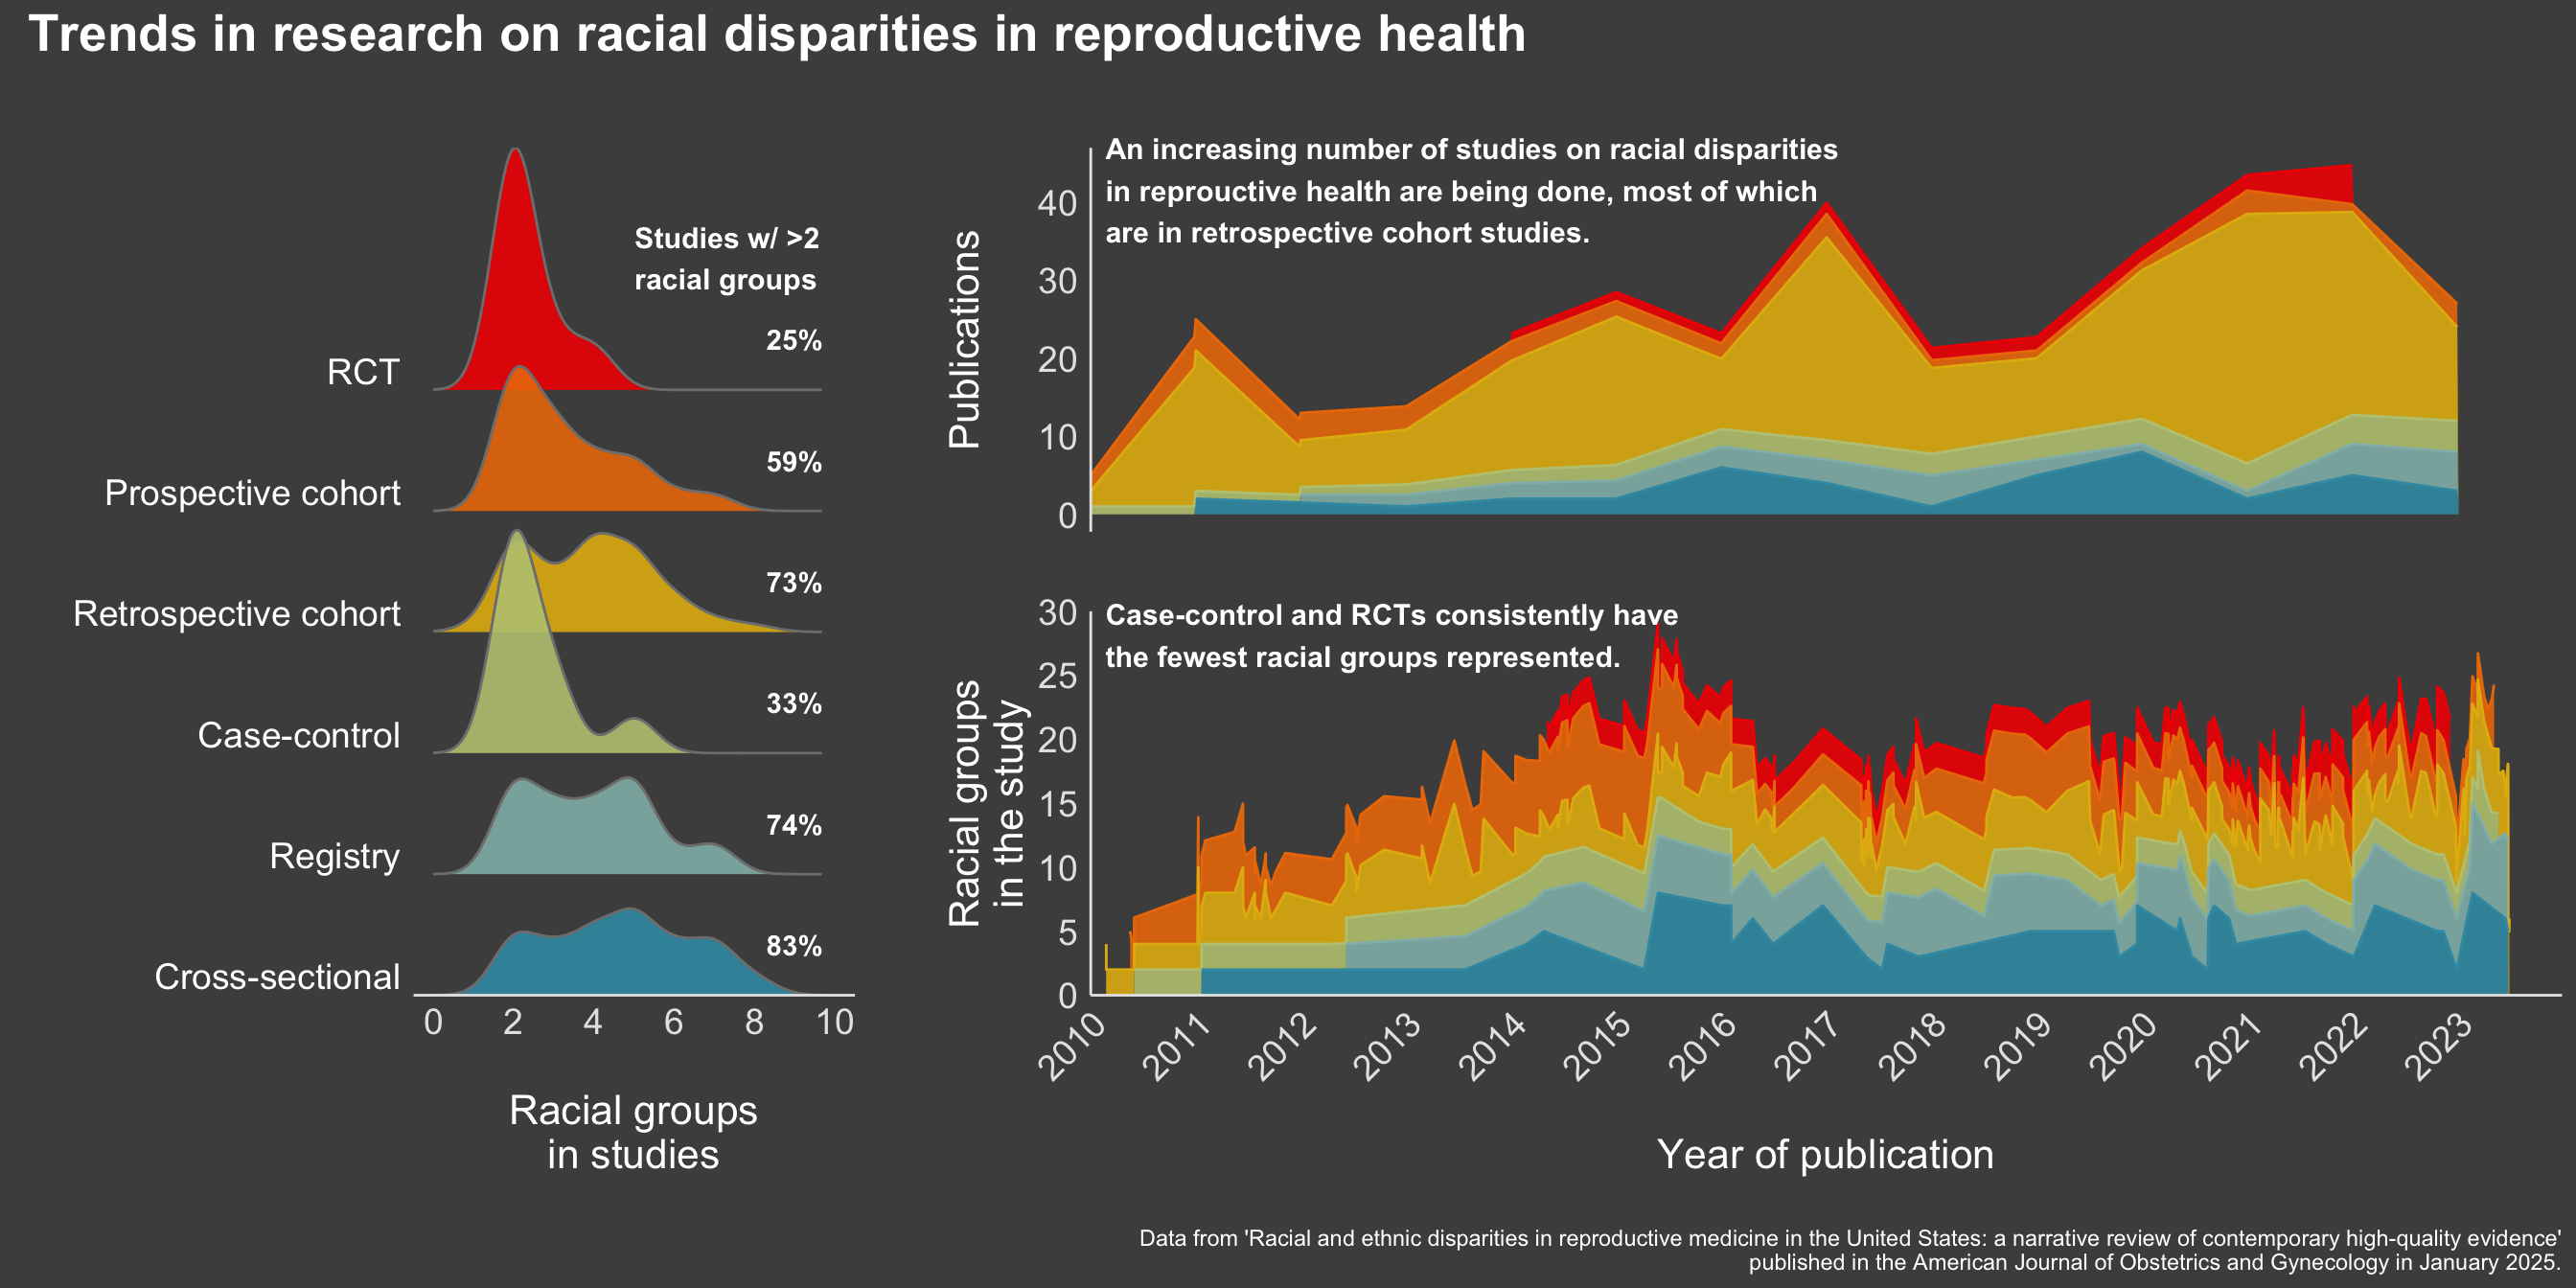 Trends in research on racial disparities in reproductive health
Studies w/ >2
racial groups
RCT
25%
Prospective cohort
59%
Retrospective cohort
73%
Case-control
33%
Registry
74%
Cross-sectional
83%
0 2 4 6 8 10
Racial groups
in studies
An increasing number of studies on racial disparities
in reprouctive health are being done, most of which
are in retrospective cohort studies.
Publications
40
30
20
10
0
Case-control and RCTs consistently have
the fewest racial groups represented.
Racial groups
in the study
30
25
20
15
10
5
0
2010 2011 2012 2013 2014 2015 2016 2017 2018 2019 2020 2021 2022 2023
Year of publication
Data from 'Racial and ethnic disparities in reproductive medicine in the United States: a narrative review of contemporary high-quality evidence'
published in the American Journal of Obstetrics and Gynecology in January 2025.